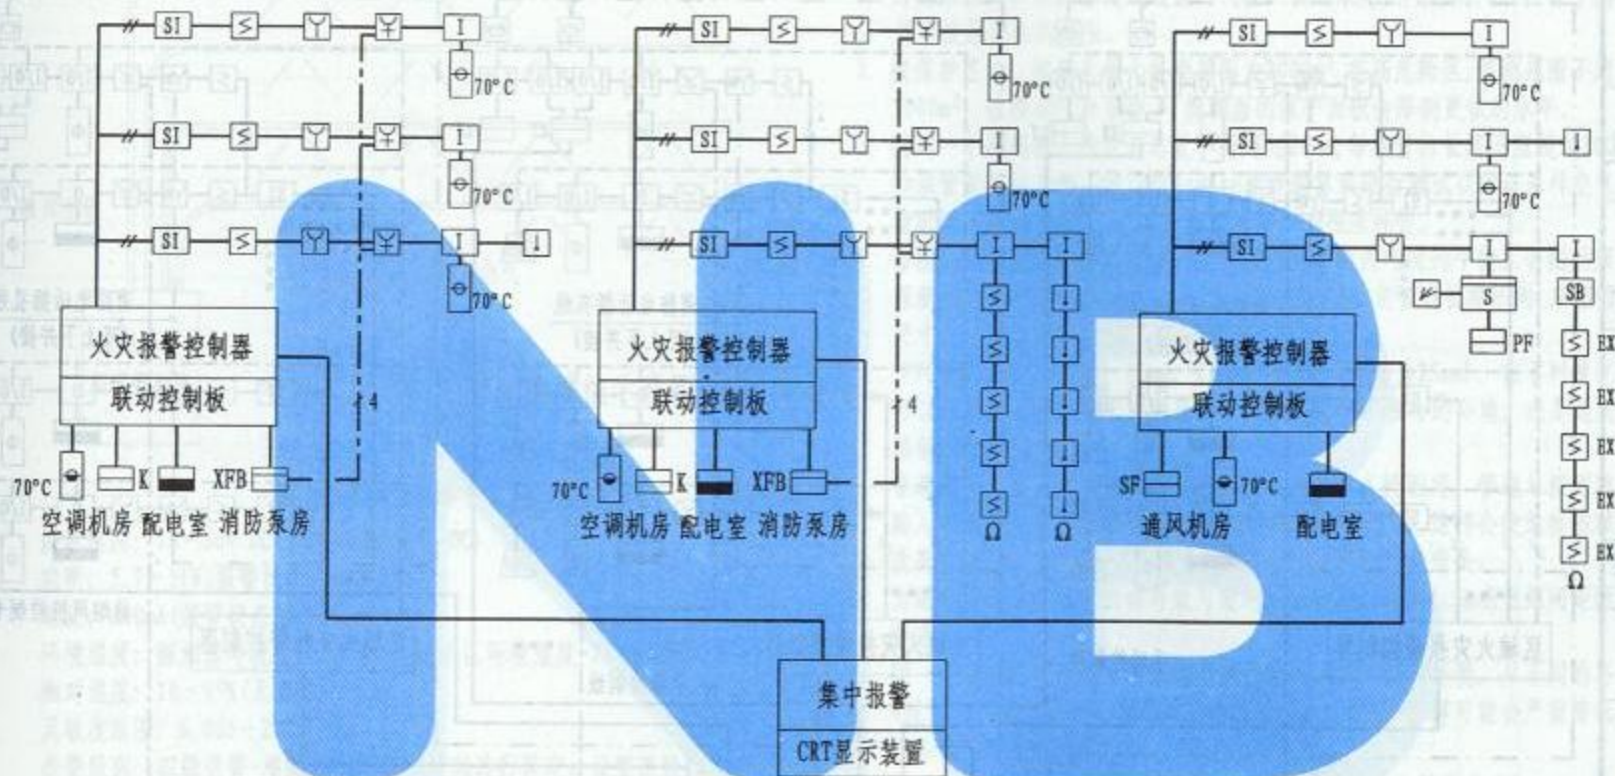 SI I SI I SI I
70°C 70°C 70°C
SI I SI I SI I
70°C 70°C 70°C
SI I SI I I SI I I
70°C
S SB
PF EX
火灾报警控制器 火灾报警控制器 火灾报警控制器
联动控制板 联动控制板 联动控制板
4 4
EX
EX
70°C K XFB 70°C K XFB SF 70°C
EX
空调机房 配电室 消防泵房 空调机房 配电室 消防泵房 通风机房 配电室
Ω Ω
EX
Ω
集中报警
CRT显示装置
NB